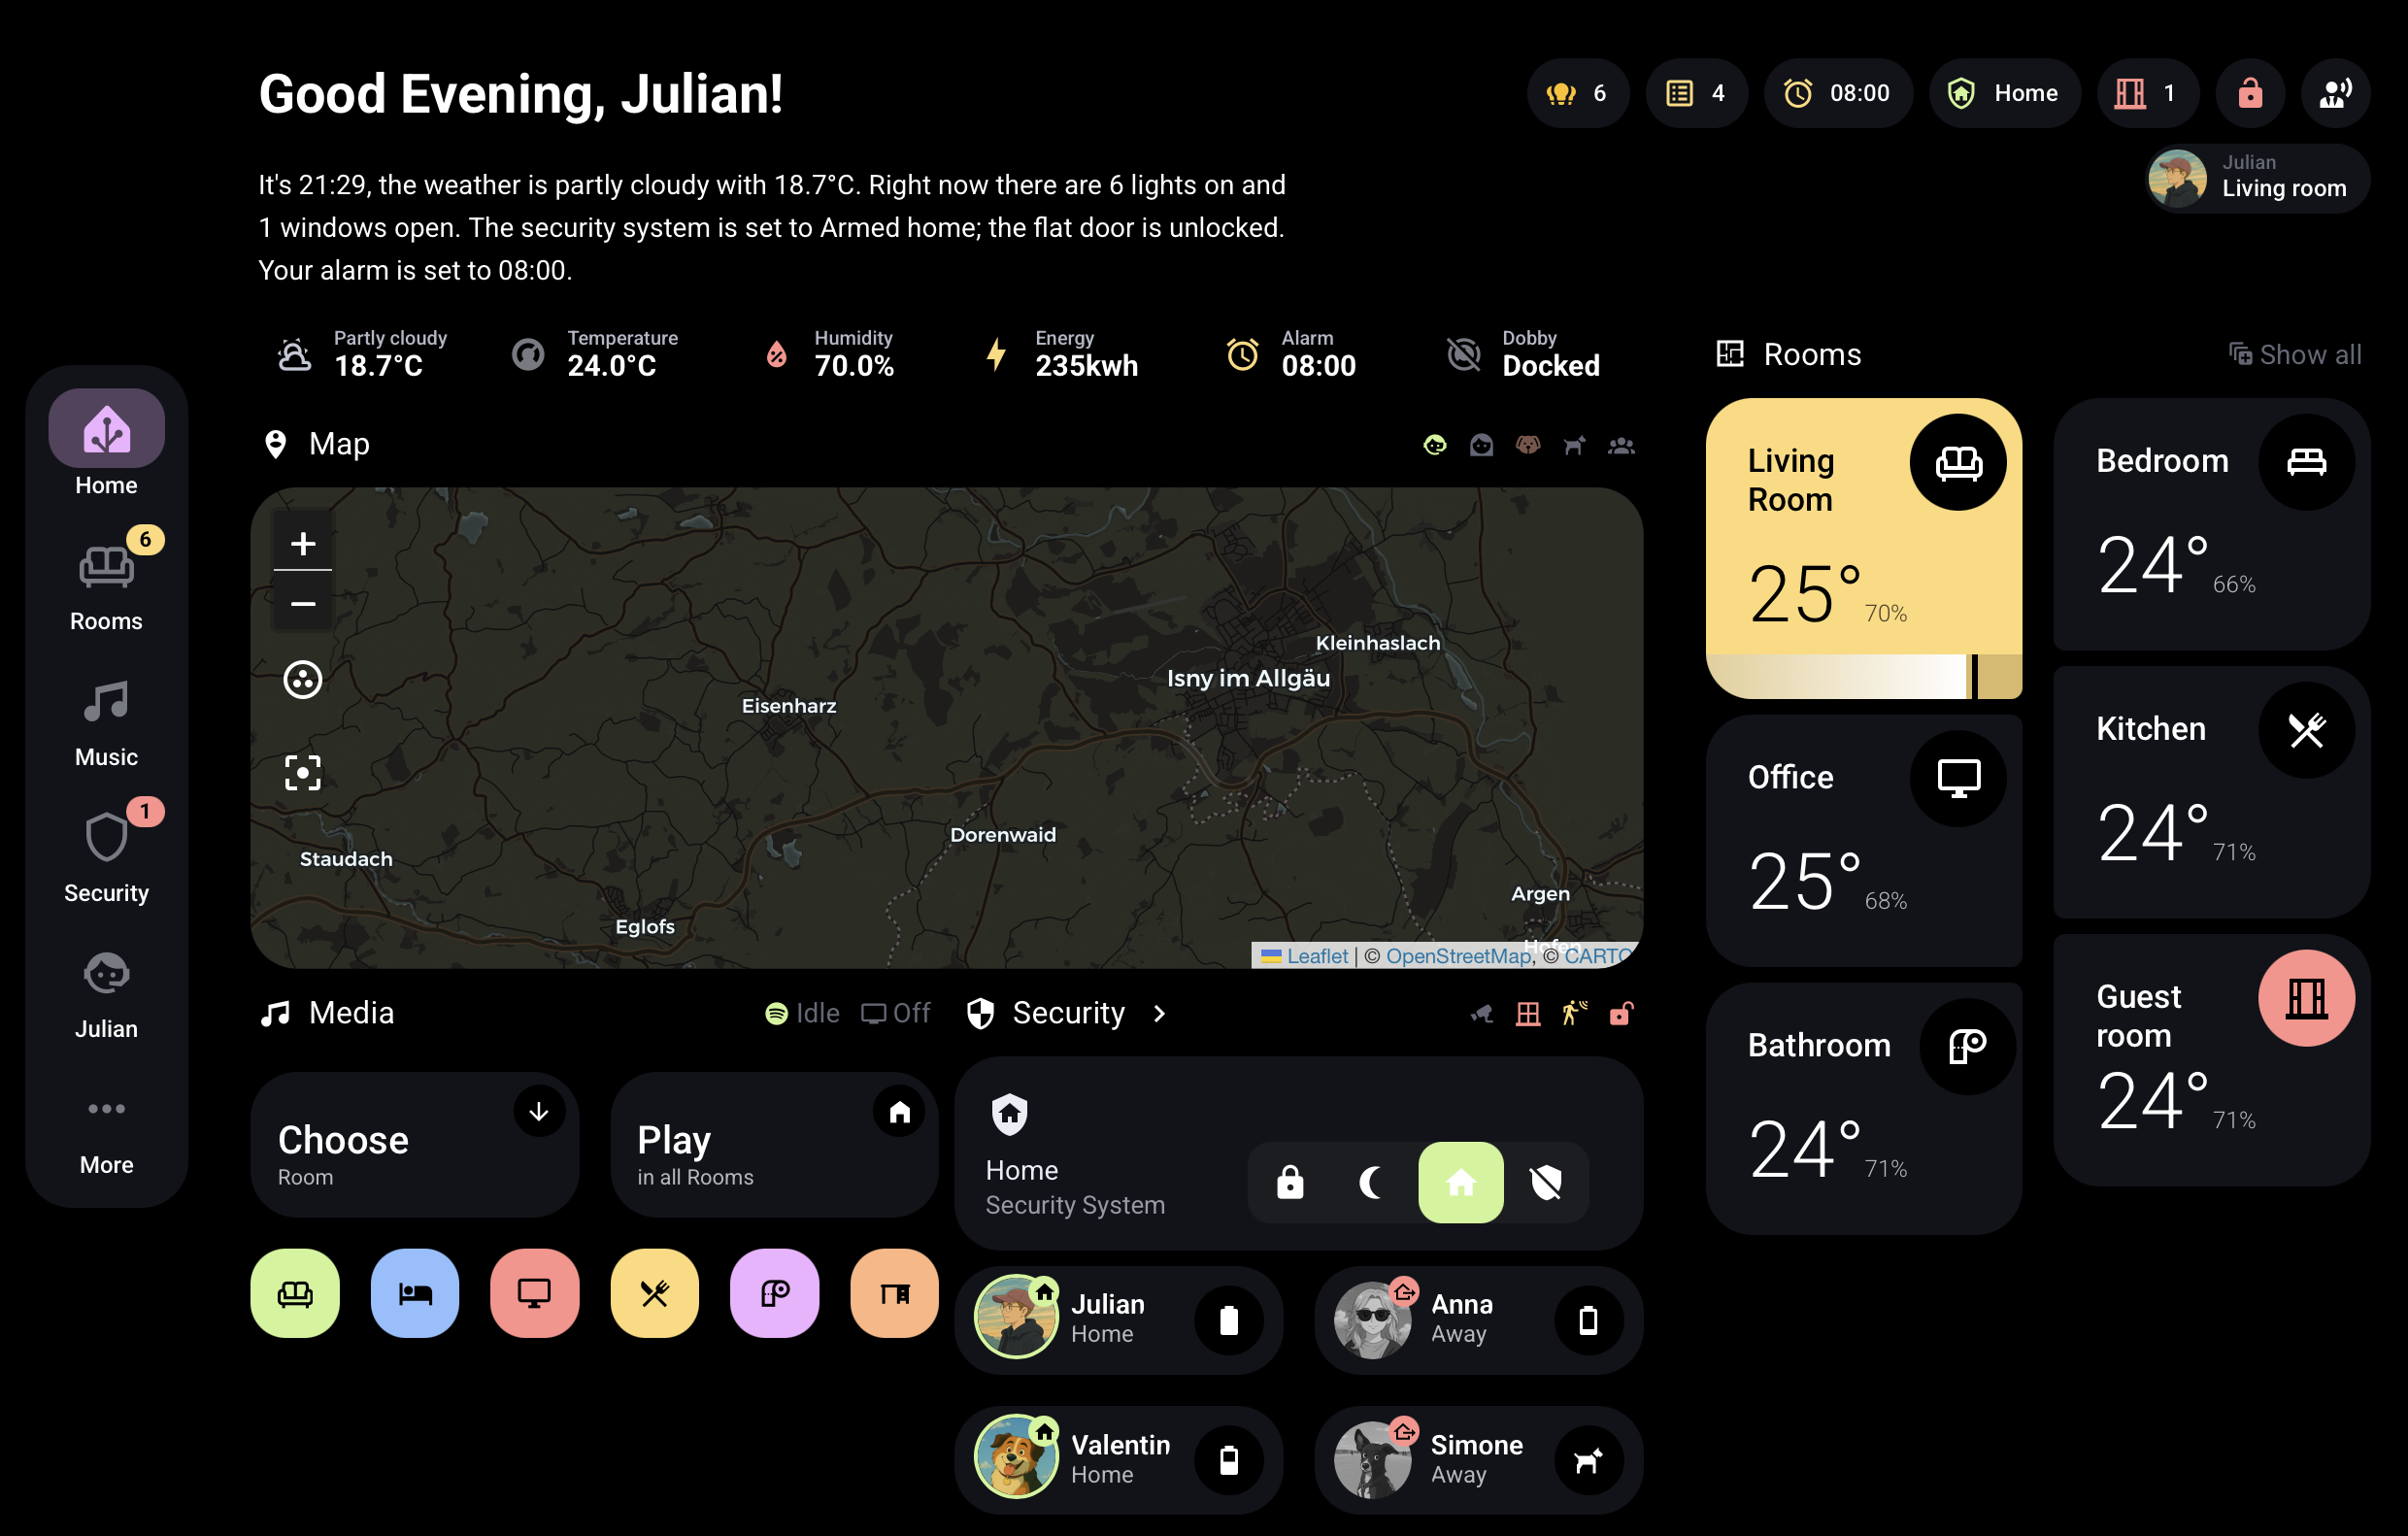 Good Evening, Julian!
6
4
08:00
Home
1
Julian
Living room
It's 21:29, the weather is partly cloudy with 18.7°C. Right now there are 6 lights on and
1 windows open. The security system is set to Armed home; the flat door is unlocked.
Your alarm is set to 08:00.
Partly cloudy
18.7°C
Temperature
24.0°C
Humidity
70.0%
Energy
235kwh
Alarm
08:00
Dobby
Docked
Home
6
Rooms
Music
1
Security
Julian
More
Map
+
−
Kleinhaslach
Isny im Allgäu
Eisenharz
Dorenwaid
Staudach
Argen
Eglofs
Hofen
Leaflet | © OpenStreetMap, © CARTO
Media
Idle
Off
Choose
Room
Play
in all Rooms
Security
Home
Security System
Julian
Home
Anna
Away
Valentin
Home
Simone
Away
Rooms
Show all
Living
Room
25°
70%
Bedroom
24°
66%
Office
25°
68%
Kitchen
24°
71%
Bathroom
24°
71%
Guest
room
24°
71%